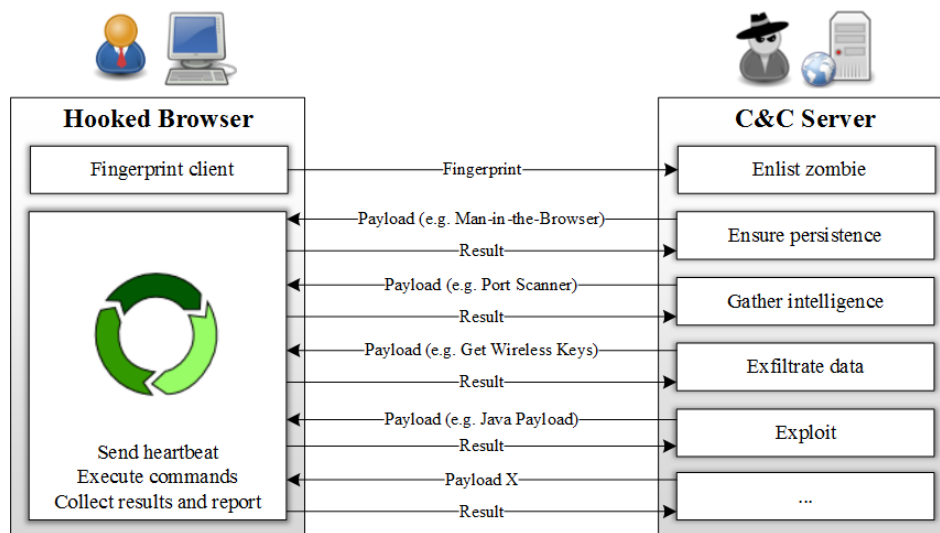 Hooked Browser
C&C Server
Fingerprint client
Fingerprint
Enlist zombie
Payload (e.g. Man-in-the-Browser)
Ensure persistence
Result
Payload (e.g. Port Scanner)
Gather intelligence
Result
Payload (e.g. Get Wireless Keys)
Exfiltrate data
Result
Payload (e.g. Java Payload)
Exploit
Result
Send heartbeat
Execute commands
Collect results and report
Payload X
...
Result